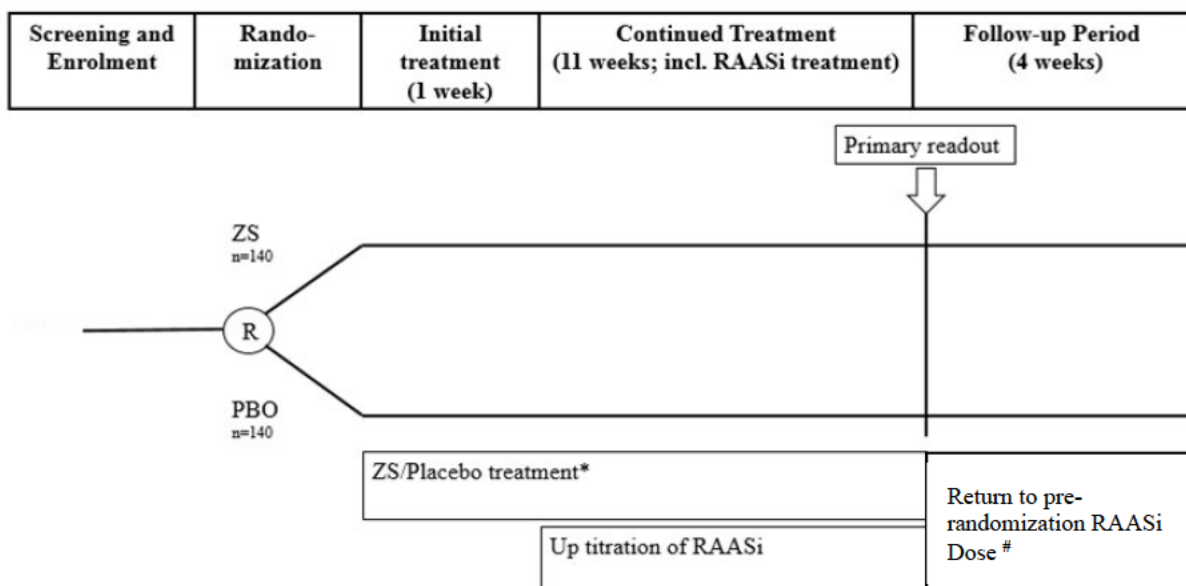 Screening and
Enrolment
Rando-
mization
Initial
treatment
(1 week)
Continued Treatment
(11 weeks; incl. RAASi treatment)
Follow-up Period
(4 weeks)
Primary readout
ZS
n=140
R
PBO
n=140
ZS/Placebo treatment*
Up titration of RAASi
Return to pre-
randomization RAASi
Dose #